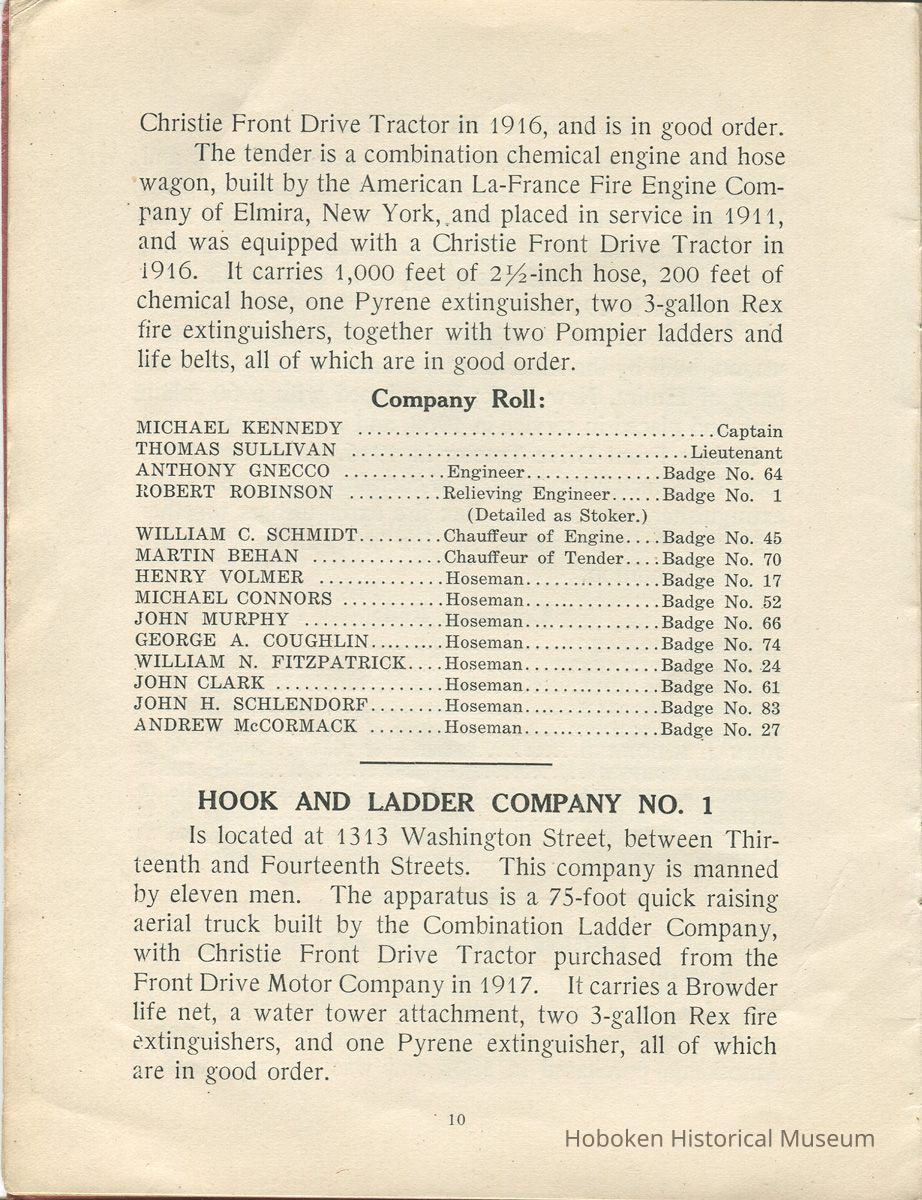 Christie Front Drive Tractor in 1916, and is in good order.
The tender is a combination chemical engine and hose
wagon, built by the American La-France Fire Engine Com-
pany of Elmira, New York, and placed in service in 1911,
and was equipped with a Christie Front Drive Tractor in
1916. It carries 1,000 feet of 2½-inch hose, 200 feet of
chemical hose, one Pyrene extinguisher, two 3-gallon Rex
fire extinguishers, together with two Pompier ladders and
life belts, all of which are in good order.
Company Roll:
MICHAEL KENNEDY ....................................Captain
THOMAS SULLIVAN ..................................Lieutenant
ANTHONY GNECCO ...........Engineer..............Badge No. 64
ROBERT ROBINSON ..........Relieving Engineer......Badge No. 1
(Detailed as Stoker.)
WILLIAM C. SCHMIDT.........Chauffeur of Engine....Badge No. 45
MARTIN BEHAN ..............Chauffeur of Tender....Badge No. 70
HENRY VOLMER ..............Hoseman..............Badge No. 17
MICHAEL CONNORS ...........Hoseman..............Badge No. 52
JOHN MURPHY ...............Hoseman..............Badge No. 66
GEORGE A. COUGHLIN.........Hoseman..............Badge No. 74
WILLIAM N. FITZPATRICK....Hoseman..............Badge No. 24
JOHN CLARK ..................Hoseman..............Badge No. 61
JOHN H. SCHLENDORF........Hoseman..............Badge No. 83
ANDREW McCORMACK ........Hoseman..............Badge No. 27
HOOK AND LADDER COMPANY NO. 1
Is located at 1313 Washington Street, between Thir-
teenth and Fourteenth Streets. This company is manned
by eleven men. The apparatus is a 75-foot quick raising
aerial truck built by the Combination Ladder Company,
with Christie Front Drive Tractor purchased from the
Front Drive Motor Company in 1917. It carries a Browder
life net, a water tower attachment, two 3-gallon Rex fire
extinguishers, and one Pyrene extinguisher, all of which
are in good order.
10
Hoboken Historical Museum